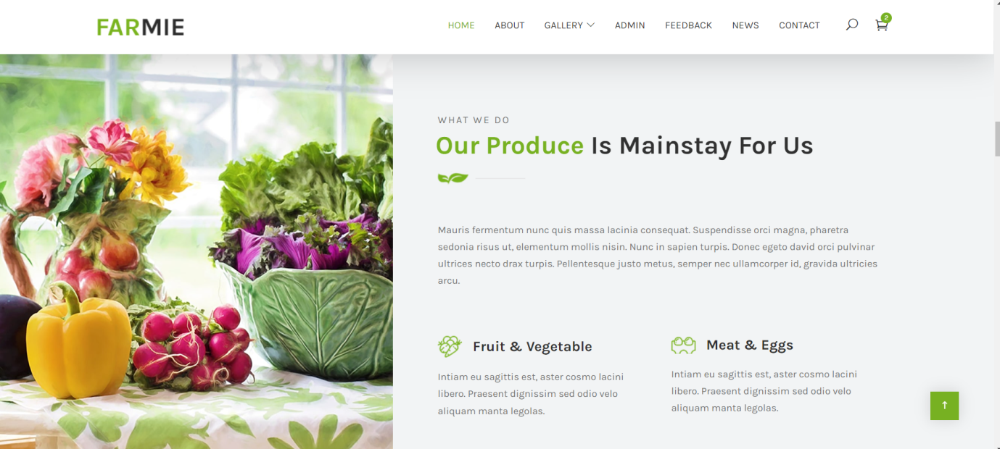 FARMIE
HOME ABOUT GALLERY ADMIN FEEDBACK NEWS CONTACT 2
WHAT WE DO
Our Produce Is Mainstay For Us
Mauris fermentum nunc quis massa lacinia consequat. Suspendisse orci magna, pharetra
sedonia risus ut, elementum mollis nisin. Nunc in sapien turpis. Donec egeto david orci pulvinar
ultrices necto drax turpis. Pellentesque justo metus, semper nec ullamcorper id, gravida ultricies
arcu.
Fruit & Vegetable
Intiam eu sagittis est, aster cosmo lacini
libero. Praesent dignissim sed odio velo
aliquam manta legolas.
Meat & Eggs
Intiam eu sagittis est, aster cosmo lacini
libero. Praesent dignissim sed odio velo
aliquam manta legolas.